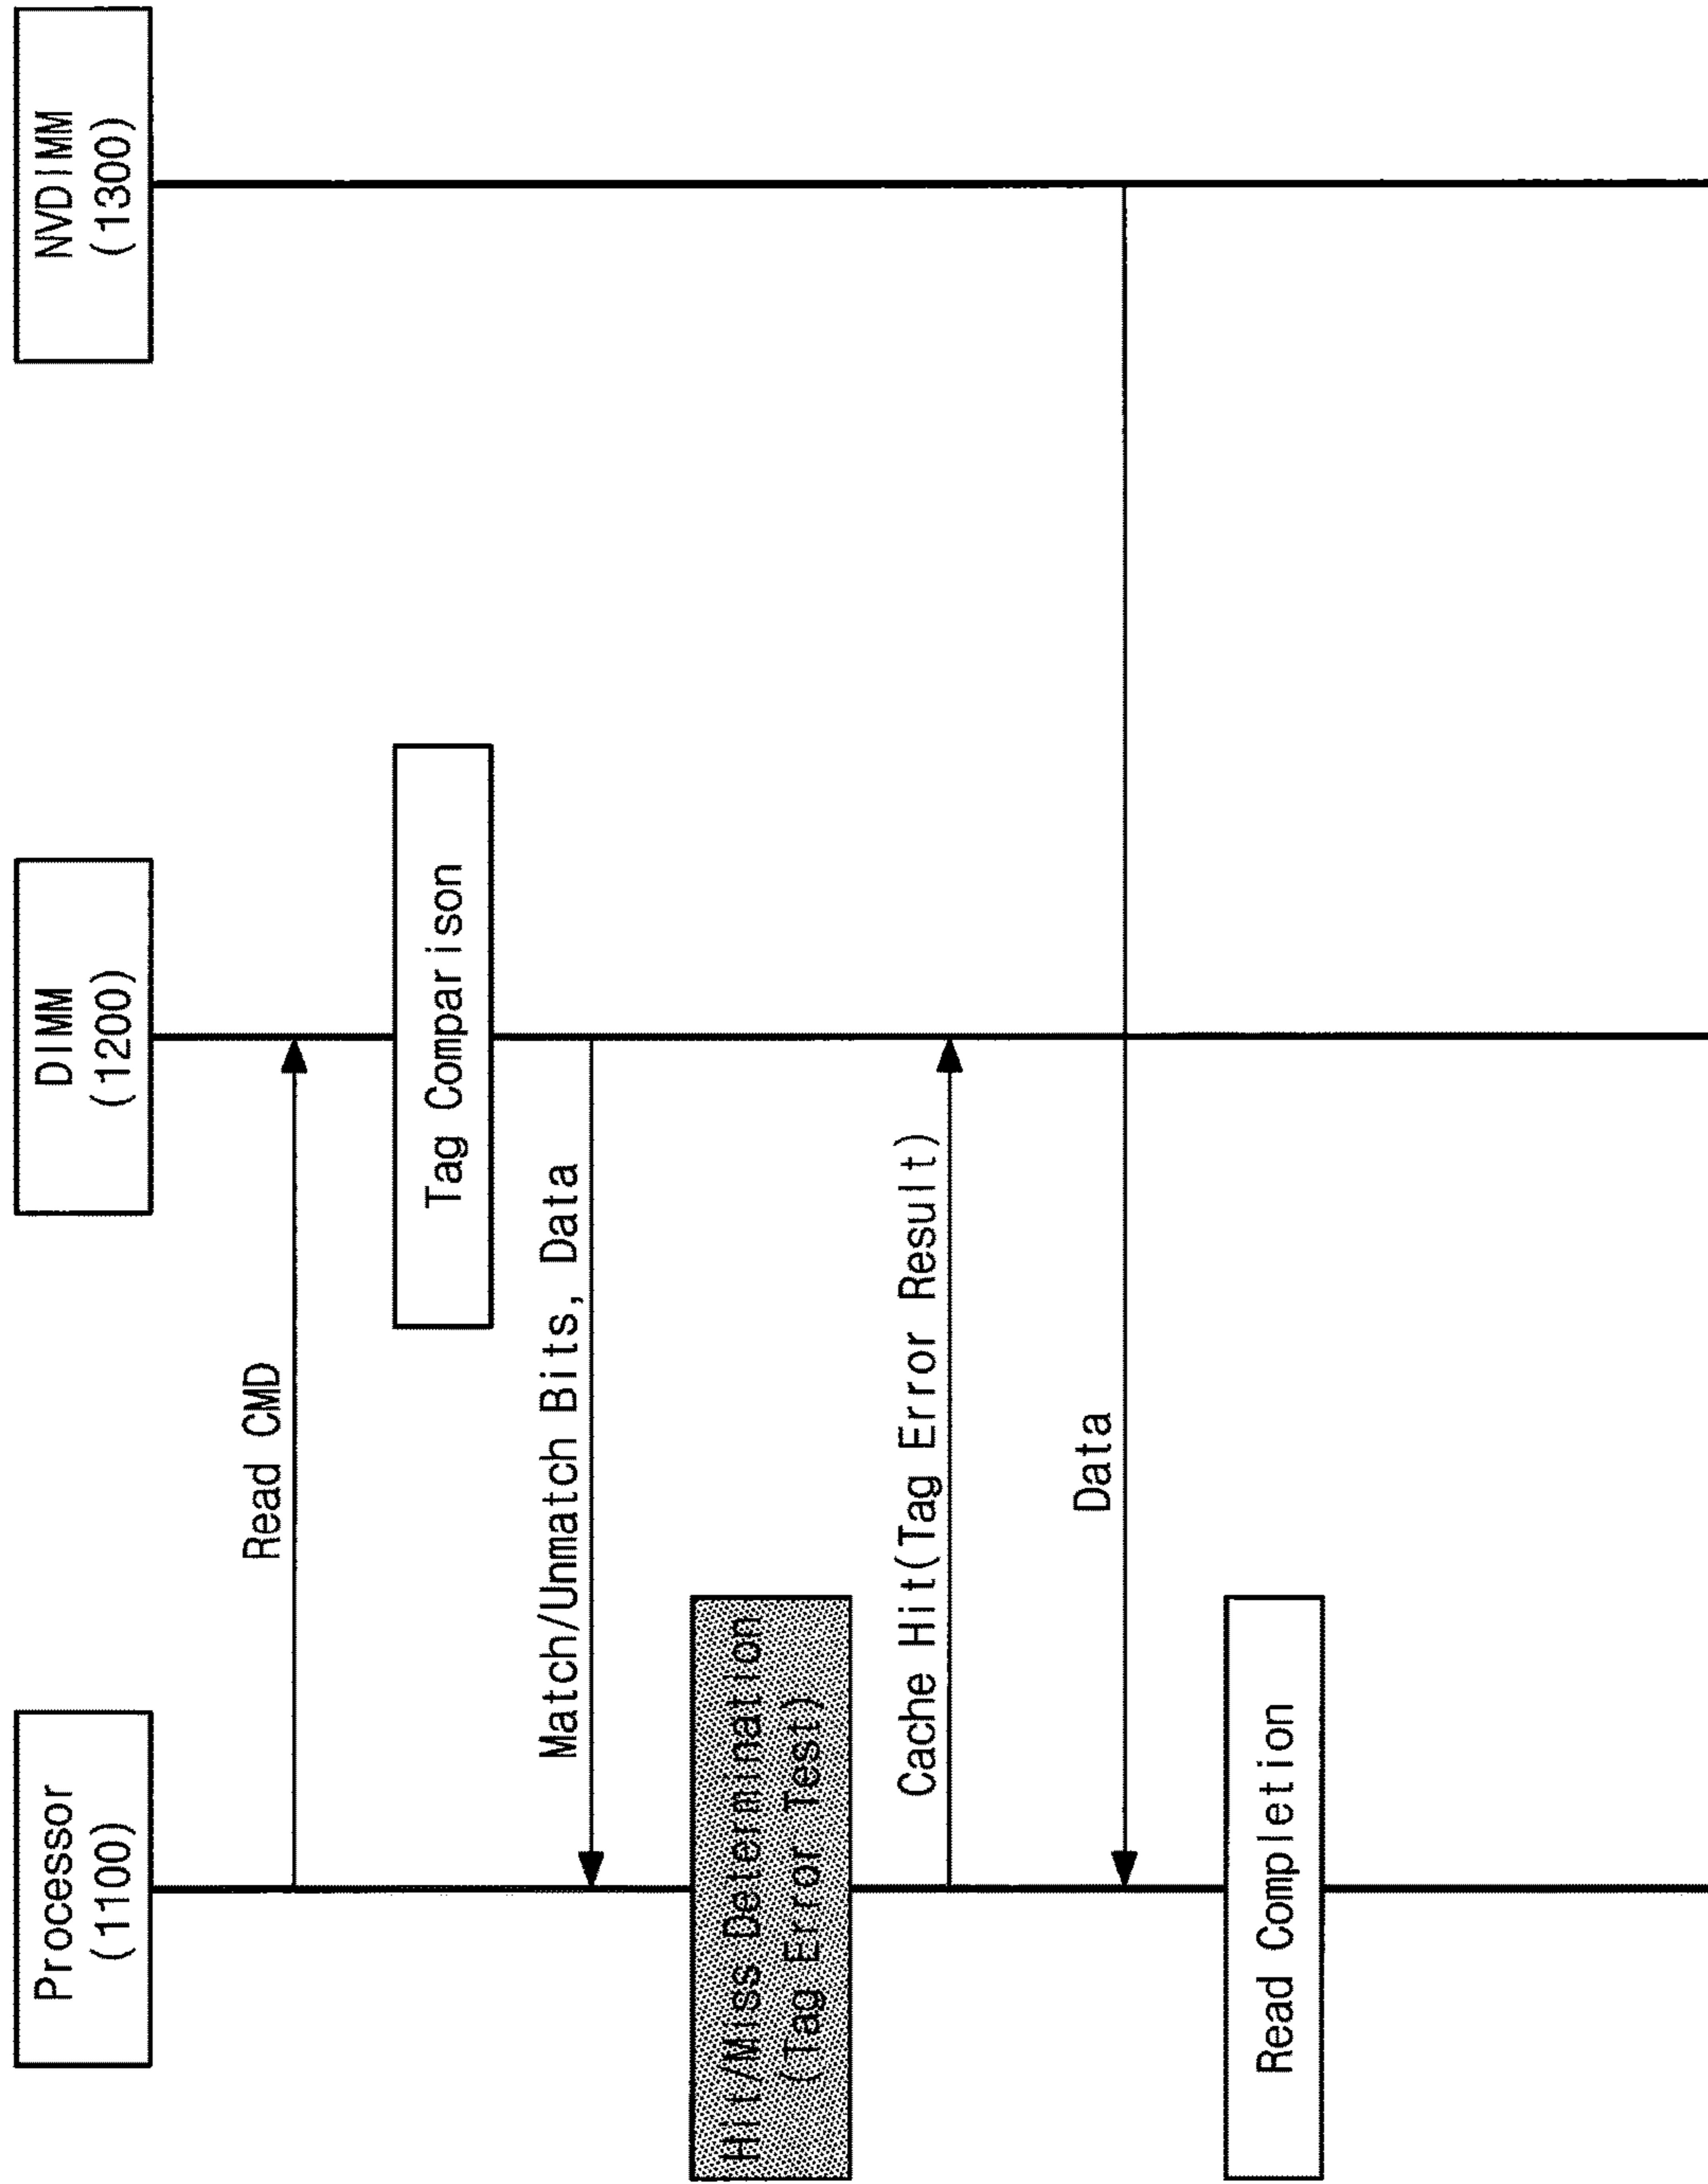 Processor
(1100)
DIMM
(1200)
NVDIMM
(1300)
Read CMD
Tag Comparison
Match/Unmatch Bits, Data
Hit/Miss Determination
(Tag Error Test)
Cache Hit(Tag Error Result)
Data
Read Completion